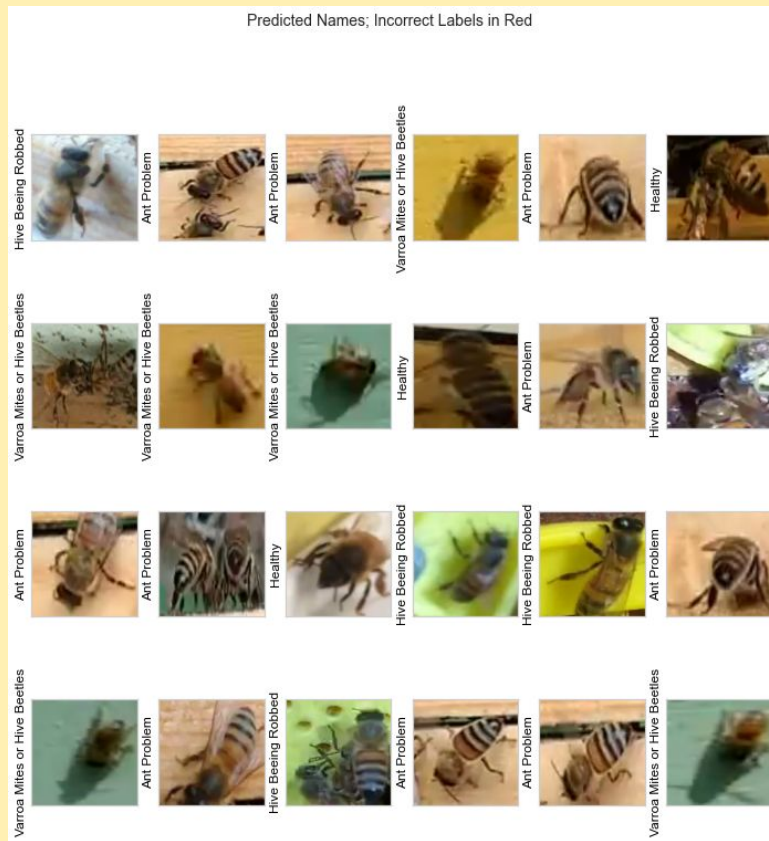 Predicted Names; Incorrect Labels in Red
Hive Beeing Robbed
Ant Problem
Ant Problem
Varroa Mites or Hive Beetles
Ant Problem
Healthy
Varroa Mites or Hive Beetles
Varroa Mites or Hive Beetles
Varroa Mites or Hive Beetles
Healthy
Ant Problem
Hive Beeing Robbed
Ant Problem
Ant Problem
Healthy
Hive Beeing Robbed
Hive Beeing Robbed
Ant Problem
Varroa Mites or Hive Beetles
Ant Problem
Hive Beeing Robbed
Ant Problem
Ant Problem
Varroa Mites or Hive Beetles